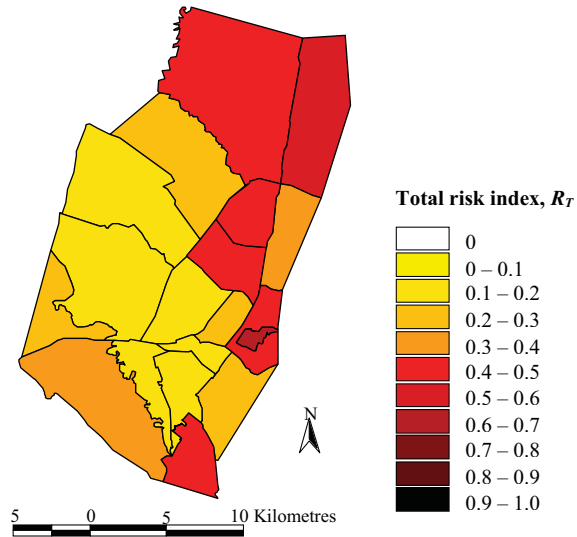 Total risk index, R_T
0
0 – 0.1
0.1 – 0.2
0.2 – 0.3
0.3 – 0.4
0.4 – 0.5
0.5 – 0.6
0.6 – 0.7
0.7 – 0.8
0.8 – 0.9
0.9 – 1.0
N
5 0 5 10 Kilometres